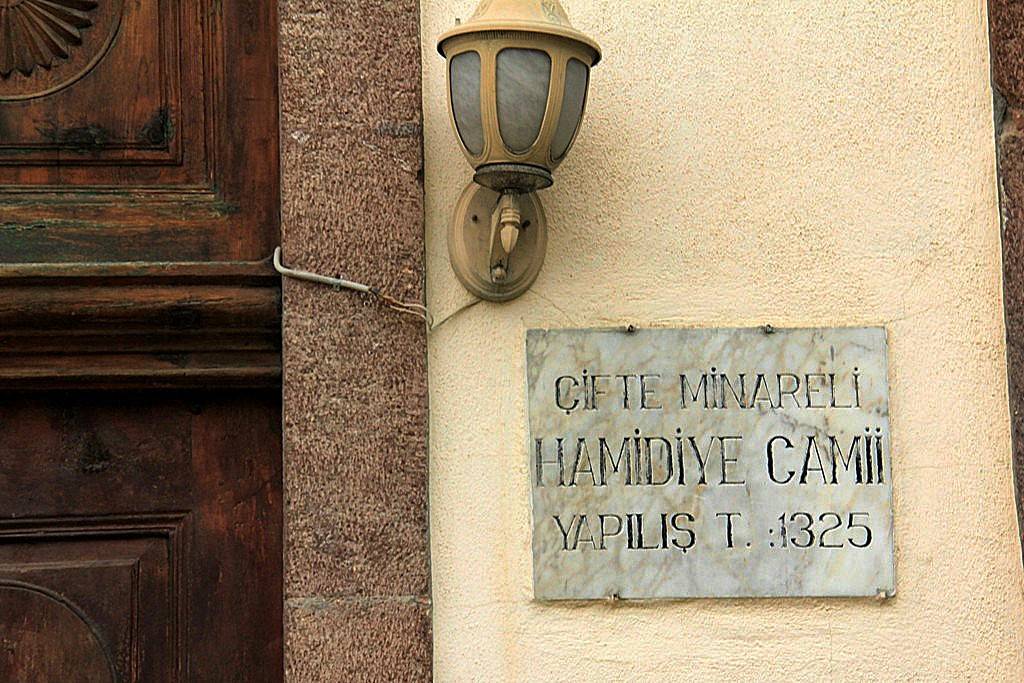 ÇİFTE MİNARELİ
HAMİDİYE CAMİİ
YAPILIŞ T. :1325